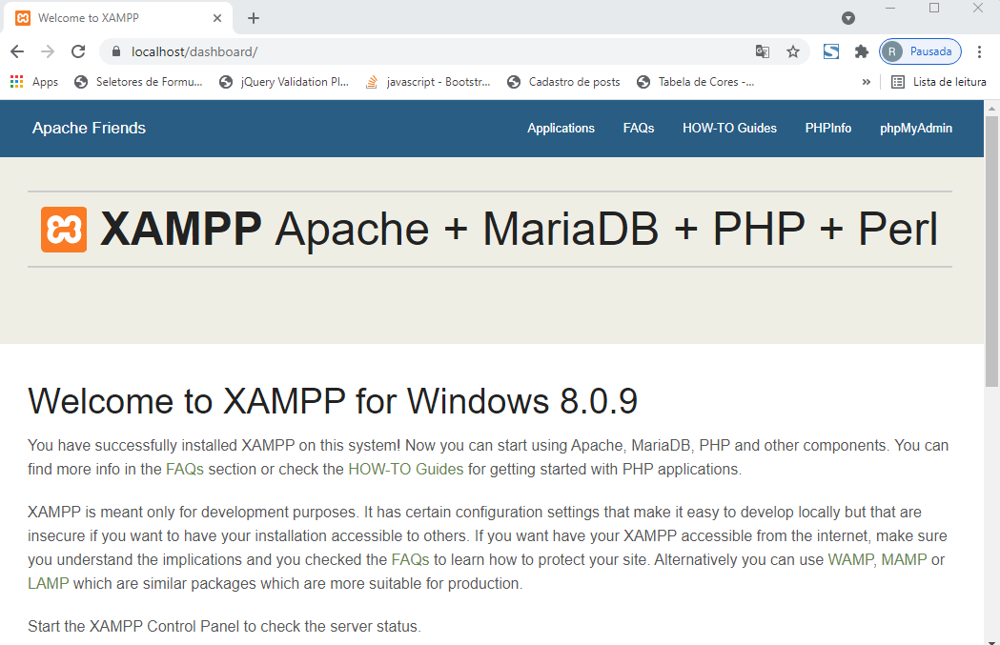 Welcome to XAMPP
localhost/dashboard/
R Pausada
Apps Seletores de Formu... jQuery Validation Pl... javascript - Bootstr... Cadastro de posts Tabela de Cores -... » Lista de leitura
Apache Friends Applications FAQs HOW-TO Guides PHPInfo phpMyAdmin
XAMPP Apache + MariaDB + PHP + Perl
Welcome to XAMPP for Windows 8.0.9
You have successfully installed XAMPP on this system! Now you can start using Apache, MariaDB, PHP and other components. You can
find more info in the FAQs section or check the HOW-TO Guides for getting started with PHP applications.
XAMPP is meant only for development purposes. It has certain configuration settings that make it easy to develop locally but that are
insecure if you want to have your installation accessible to others. If you want have your XAMPP accessible from the internet, make sure
you understand the implications and you checked the FAQs to learn how to protect your site. Alternatively you can use WAMP, MAMP or
LAMP which are similar packages which are more suitable for production.
Start the XAMPP Control Panel to check the server status.